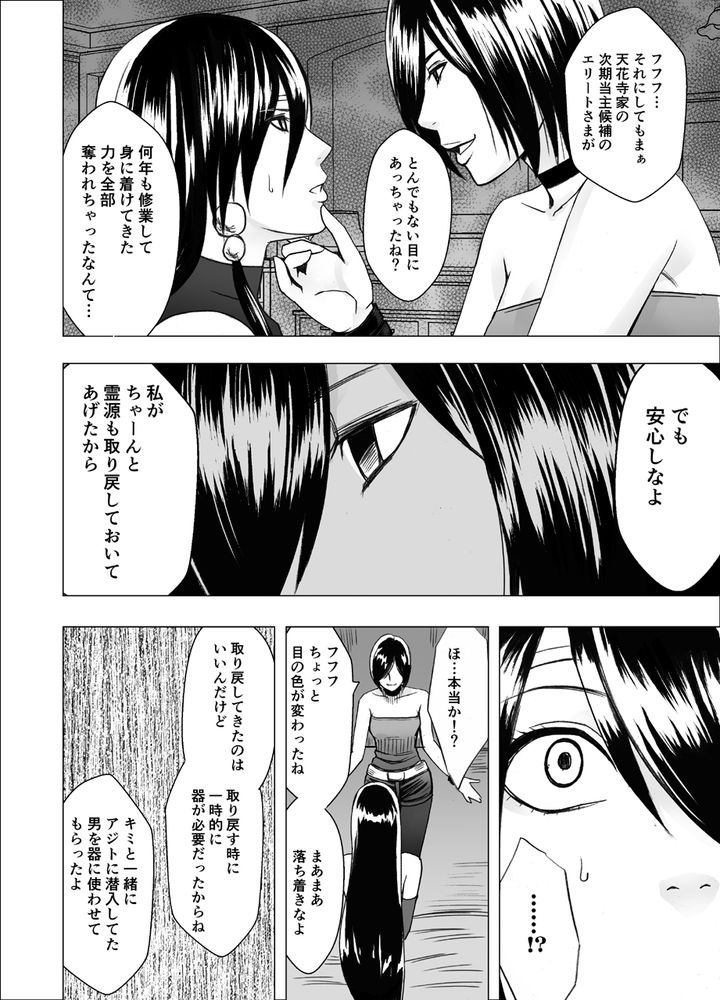 フフフ…
それにしてもまぁ
天花寺家の
次期当主候補の
エリートさまが
とんでもない目に
あっちゃったね？
何年も修業して
身に着けてきた
力を全部
奪われちゃったなんて…
でも
安心しなよ
私が
ちゃーんと
霊源も取り戻しておいて
あげたから
……!?
ほ…本当か!?
フフフ
ちょっと
目の色が変わったね
まあまあ
落ち着きなよ
取り戻してきたのは
いいんだけど
取り戻す時に
一時的に
器が必要だったからね
キミと一緒に
アジトに潜入してた
男を器に使わせて
もらったよ